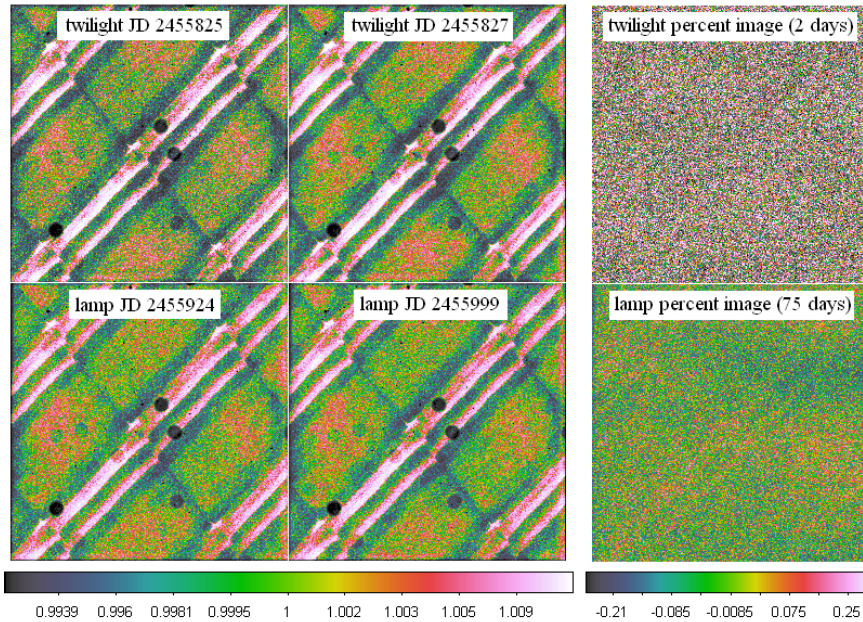 twilight JD 2455825
twilight JD 2455827
twilight percent image (2 days)
lamp JD 2455924
lamp JD 2455999
lamp percent image (75 days)
0.9939 0.996 0.9981 0.9995 1 1.002 1.003 1.005 1.009
-0.21 -0.085 -0.0085 0.075 0.25